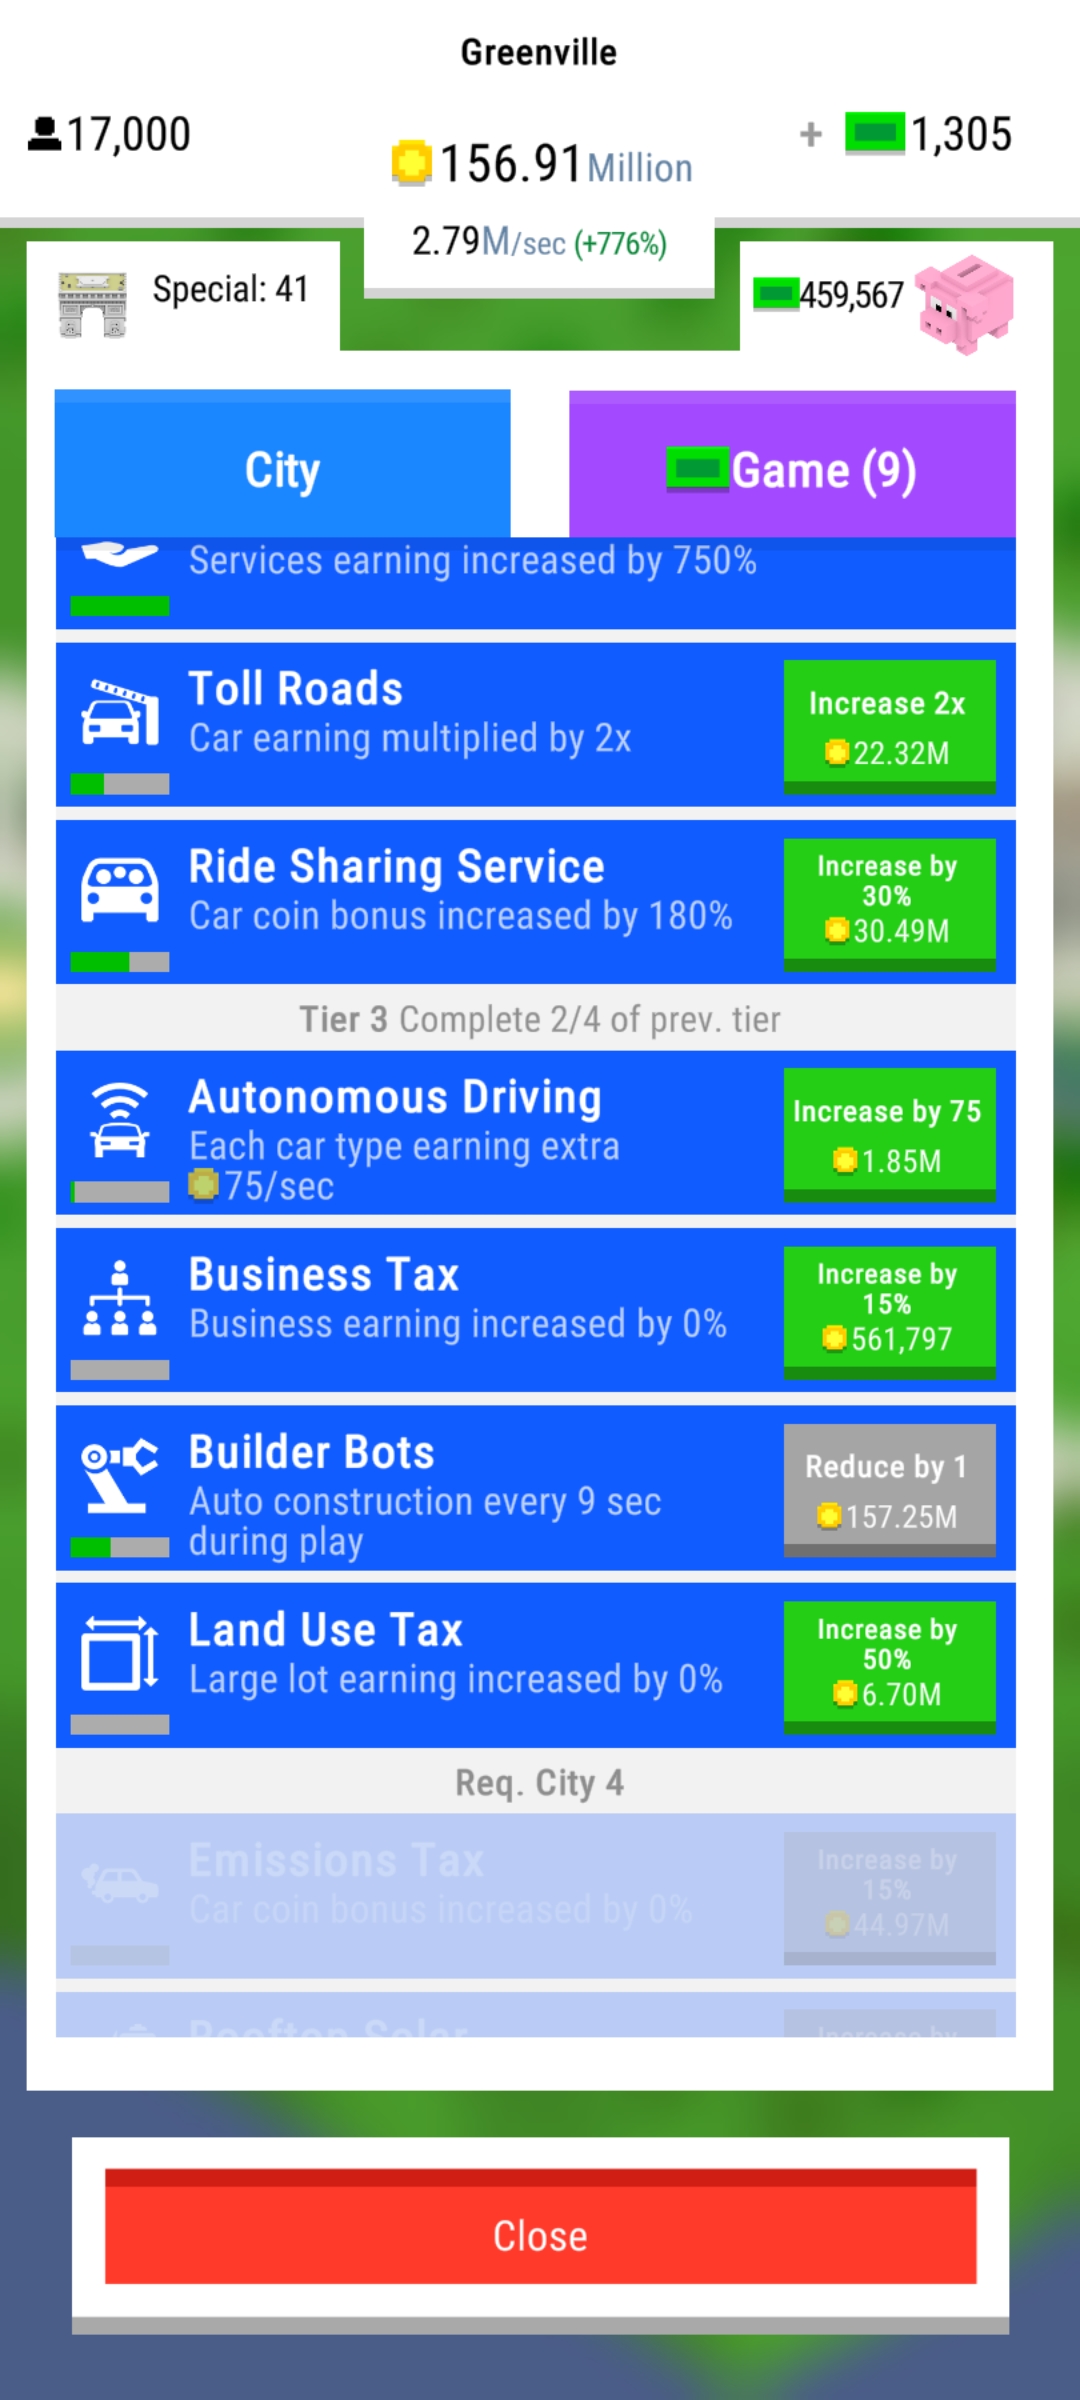 Greenville
17,000
156.91 Million
+ 1,305
2.79M/sec (+776%)
Special: 41
459,567
City
Game (9)
Services earning increased by 750%
Toll Roads
Car earning multiplied by 2x
Increase 2x
22.32M
Ride Sharing Service
Car coin bonus increased by 180%
Increase by
30%
30.49M
Tier 3 Complete 2/4 of prev. tier
Autonomous Driving
Each car type earning extra
75/sec
Increase by 75
1.85M
Business Tax
Business earning increased by 0%
Increase by
15%
561,797
Builder Bots
Auto construction every 9 sec
during play
Reduce by 1
157.25M
Land Use Tax
Large lot earning increased by 0%
Increase by
50%
6.70M
Req. City 4
Emissions Tax
Car coin bonus increased by 0%
Increase by
15%
44.97M
Rooftop Solar
Increase by
Close